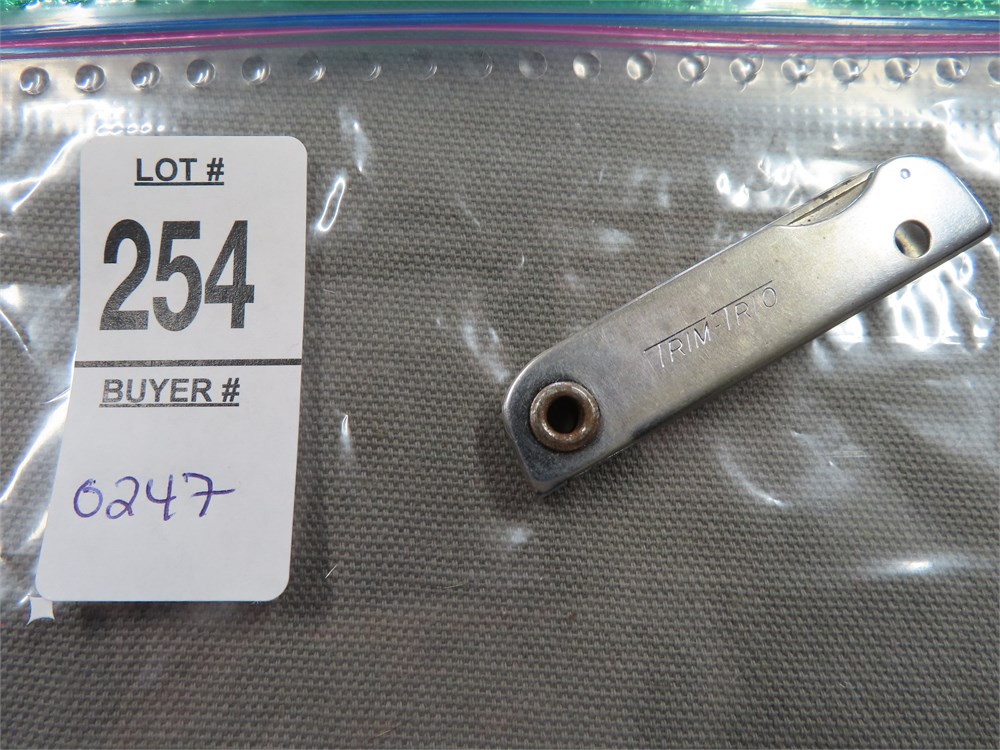 LOT #
254
BUYER #
0247
TRIM-TRIO